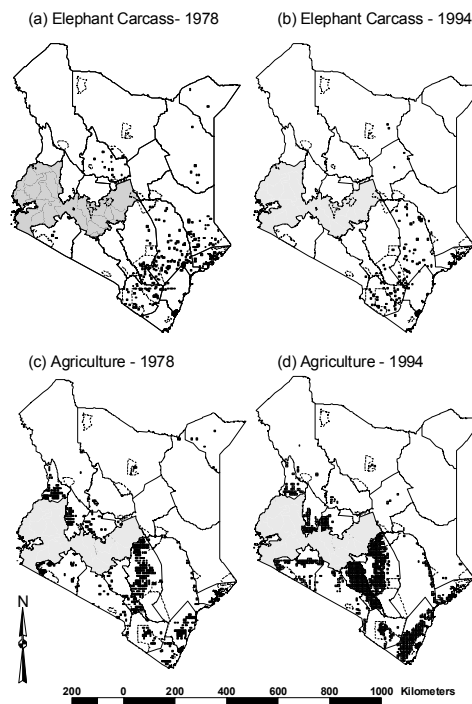 (a) Elephant Carcass- 1978
(b) Elephant Carcass - 1994
(c) Agriculture - 1978
(d) Agriculture - 1994
N
200 0 200 400 600 800 1000 Kilometers